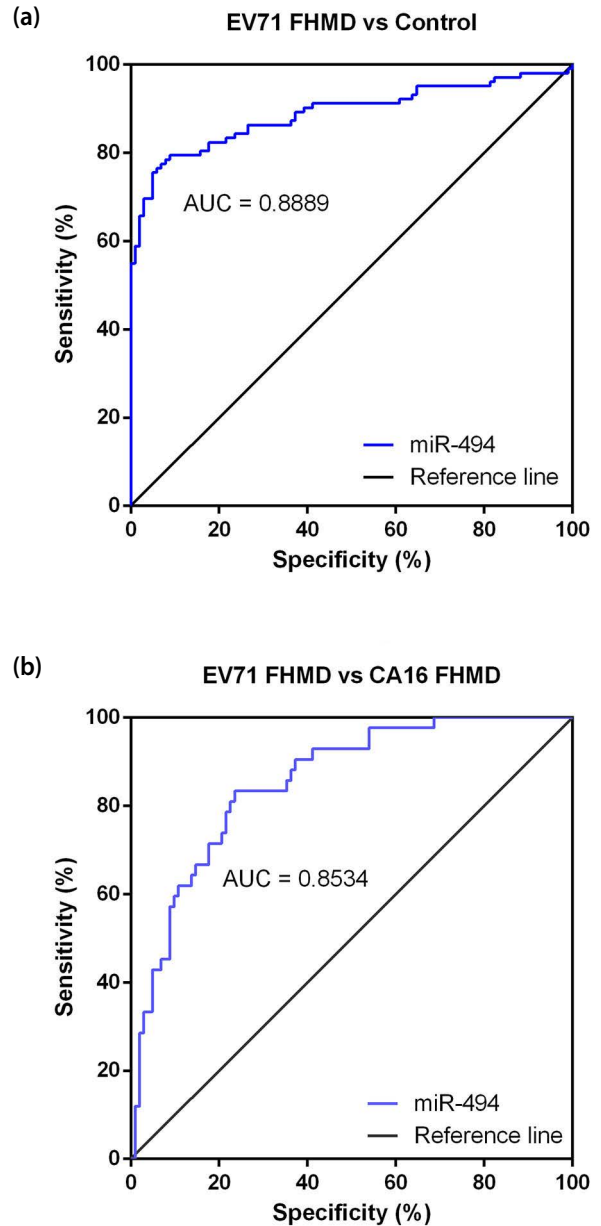 (a)
EV71 FHMD vs Control
100
80
60
40
20
0
Sensitivity (%)
AUC = 0.8889
miR-494
Reference line
0 20 40 60 80 100
Specificity (%)
(b)
EV71 FHMD vs CA16 FHMD
100
80
60
40
20
0
Sensitivity (%)
AUC = 0.8534
miR-494
Reference line
0 20 40 60 80 100
Specificity (%)